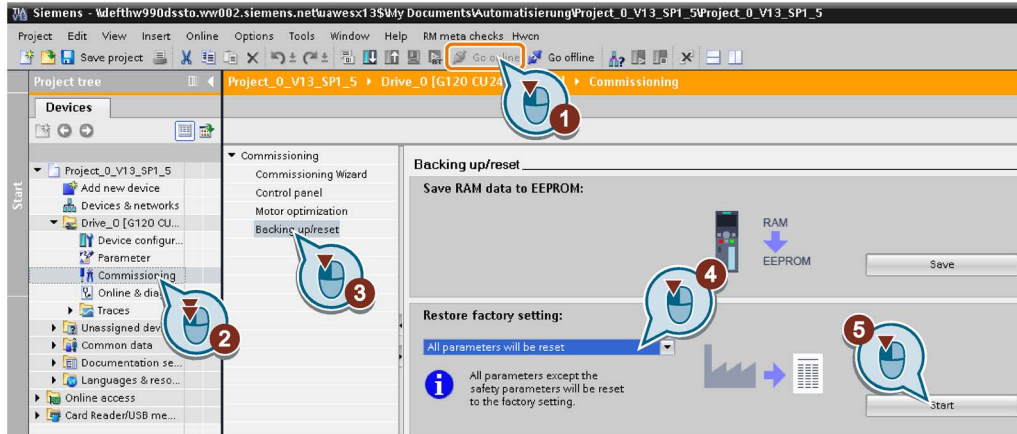 Siemens - \\defthw990dssto.ww002.siemens.net\uawesx13$\My Documents\Automatisierung\Project_0_V13_SP1_5\Project_0_V13_SP1_5
Project Edit View Insert Online Options Tools Window Help RM meta checks Hwcn
Save project Go online Go offline
Project tree
Project_0_V13_SP1_5 Drive_0 [G120 CU24 Commissioning
1
Devices
Start
Project_0_V13_SP1_5
Add new device
Devices & networks
Drive_0 [G120 CU...
Device configur...
Parameter
Commissioning
Online & dia
Traces
Unassigned dev
Common data
Documentation se...
Languages & reso...
Online access
Card Reader/USB me...
2
Commissioning
Commissioning Wizard
Control panel
Motor optimization
Backing up/reset
3
Backing up/reset
Save RAM data to EEPROM:
RAM
EEPROM
Save
4
Restore factory setting:
All parameters will be reset
5
All parameters except the
safety parameters will be reset
to the factory setting.
Start